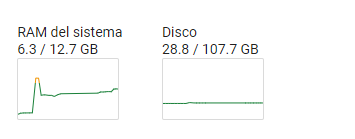 RAM del sistema
6.3 / 12.7 GB
Disco
28.8 / 107.7 GB